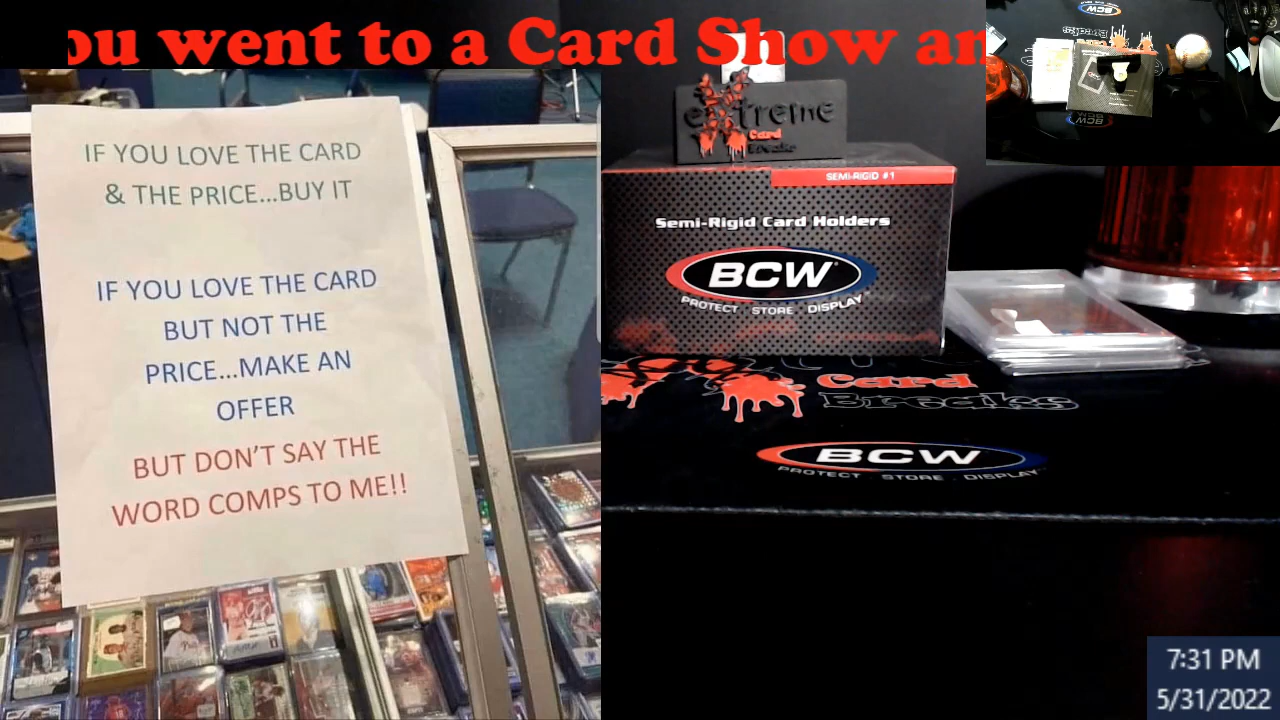 ou went to a Card Show an
IF YOU LOVE THE CARD
& THE PRICE...BUY IT
IF YOU LOVE THE CARD
BUT NOT THE
PRICE...MAKE AN
OFFER
BUT DON'T SAY THE
WORD COMPS TO ME!!
eXtreme
Card
Breaks
SEMI-RIGID #1
Semi-Rigid Card Holders
BCW
PROTECT STORE DISPLAY
Card
Breaks
BCW
PROTECT · STORE · DISPLAY
BCW
7:31 PM
5/31/2022